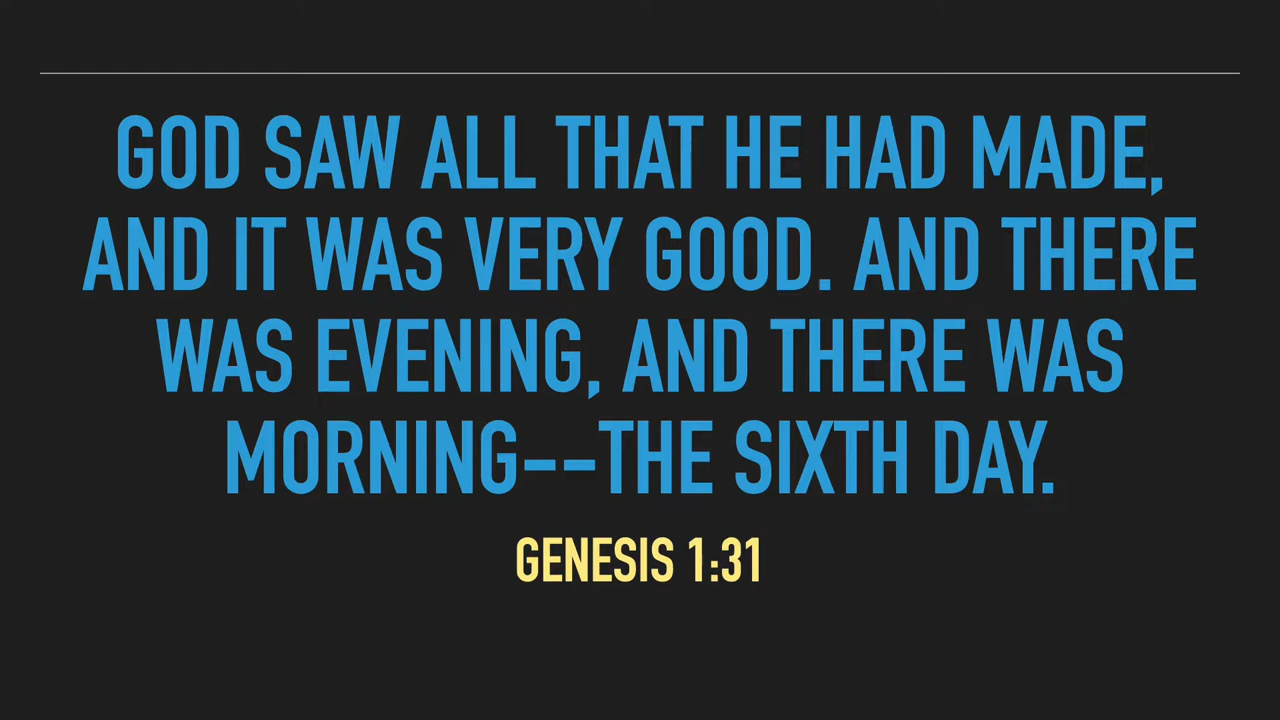 GOD SAW ALL THAT HE HAD MADE,
AND IT WAS VERY GOOD. AND THERE
WAS EVENING, AND THERE WAS
MORNING--THE SIXTH DAY.
GENESIS 1:31